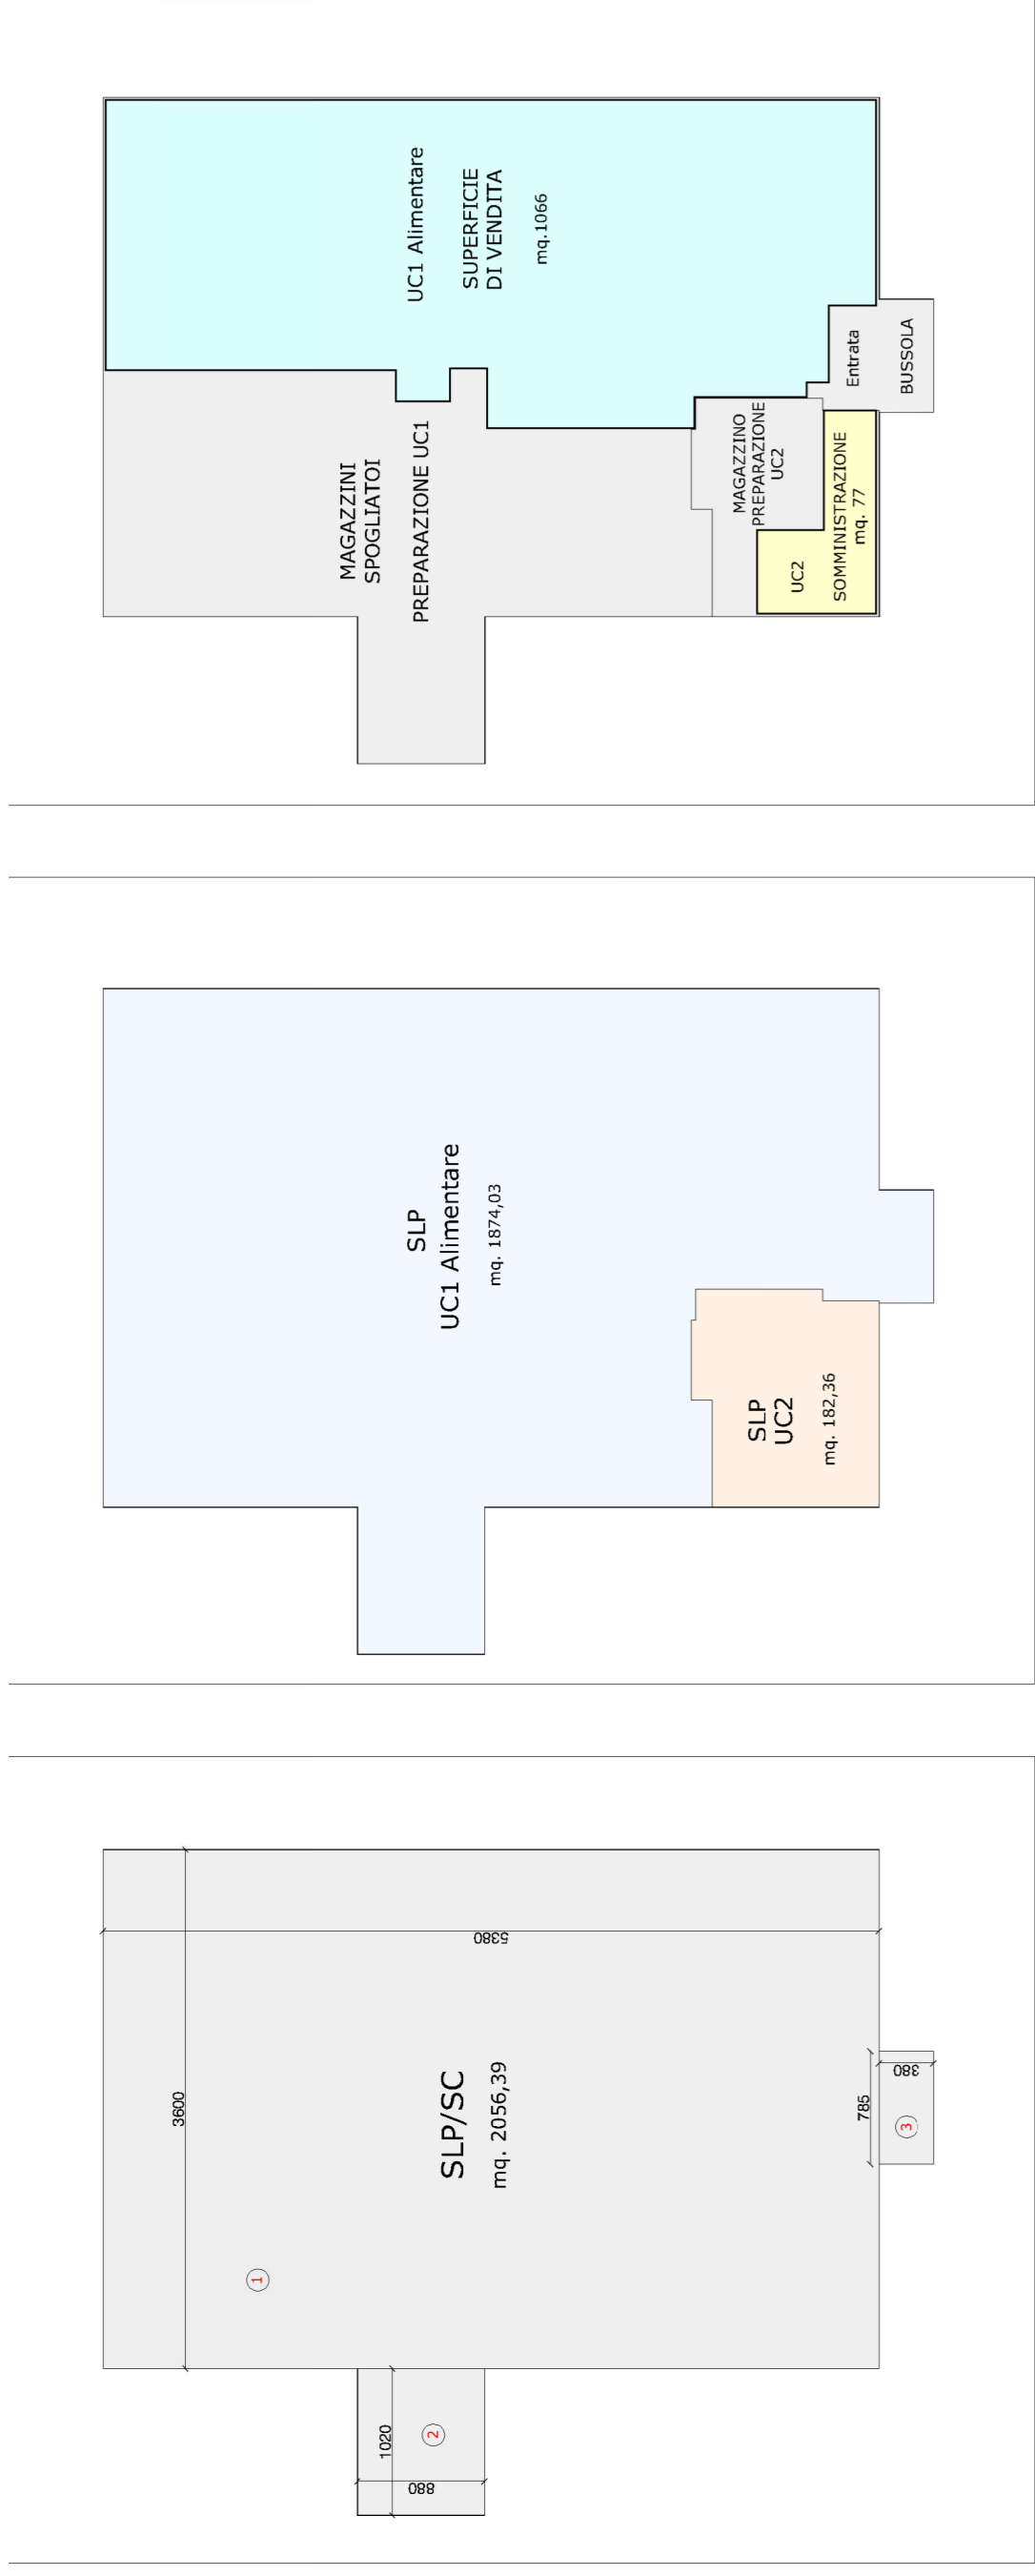 UC1 Alimentare
SUPERFICIE
DI VENDITA
mq.1066
MAGAZZINI
SPOGLIATOI
PREPARAZIONE UC1
MAGAZZINO
PREPARAZIONE
UC2
Entrata
BUSSOLA
UC2
SOMMINISTRAZIONE
mq. 77
SLP
UC1 Alimentare
mq. 1874,03
SLP
UC2
mq. 182,36
3600
5380
SLP/SC
mq. 2056,39
785
380
3
1
1020
2
880